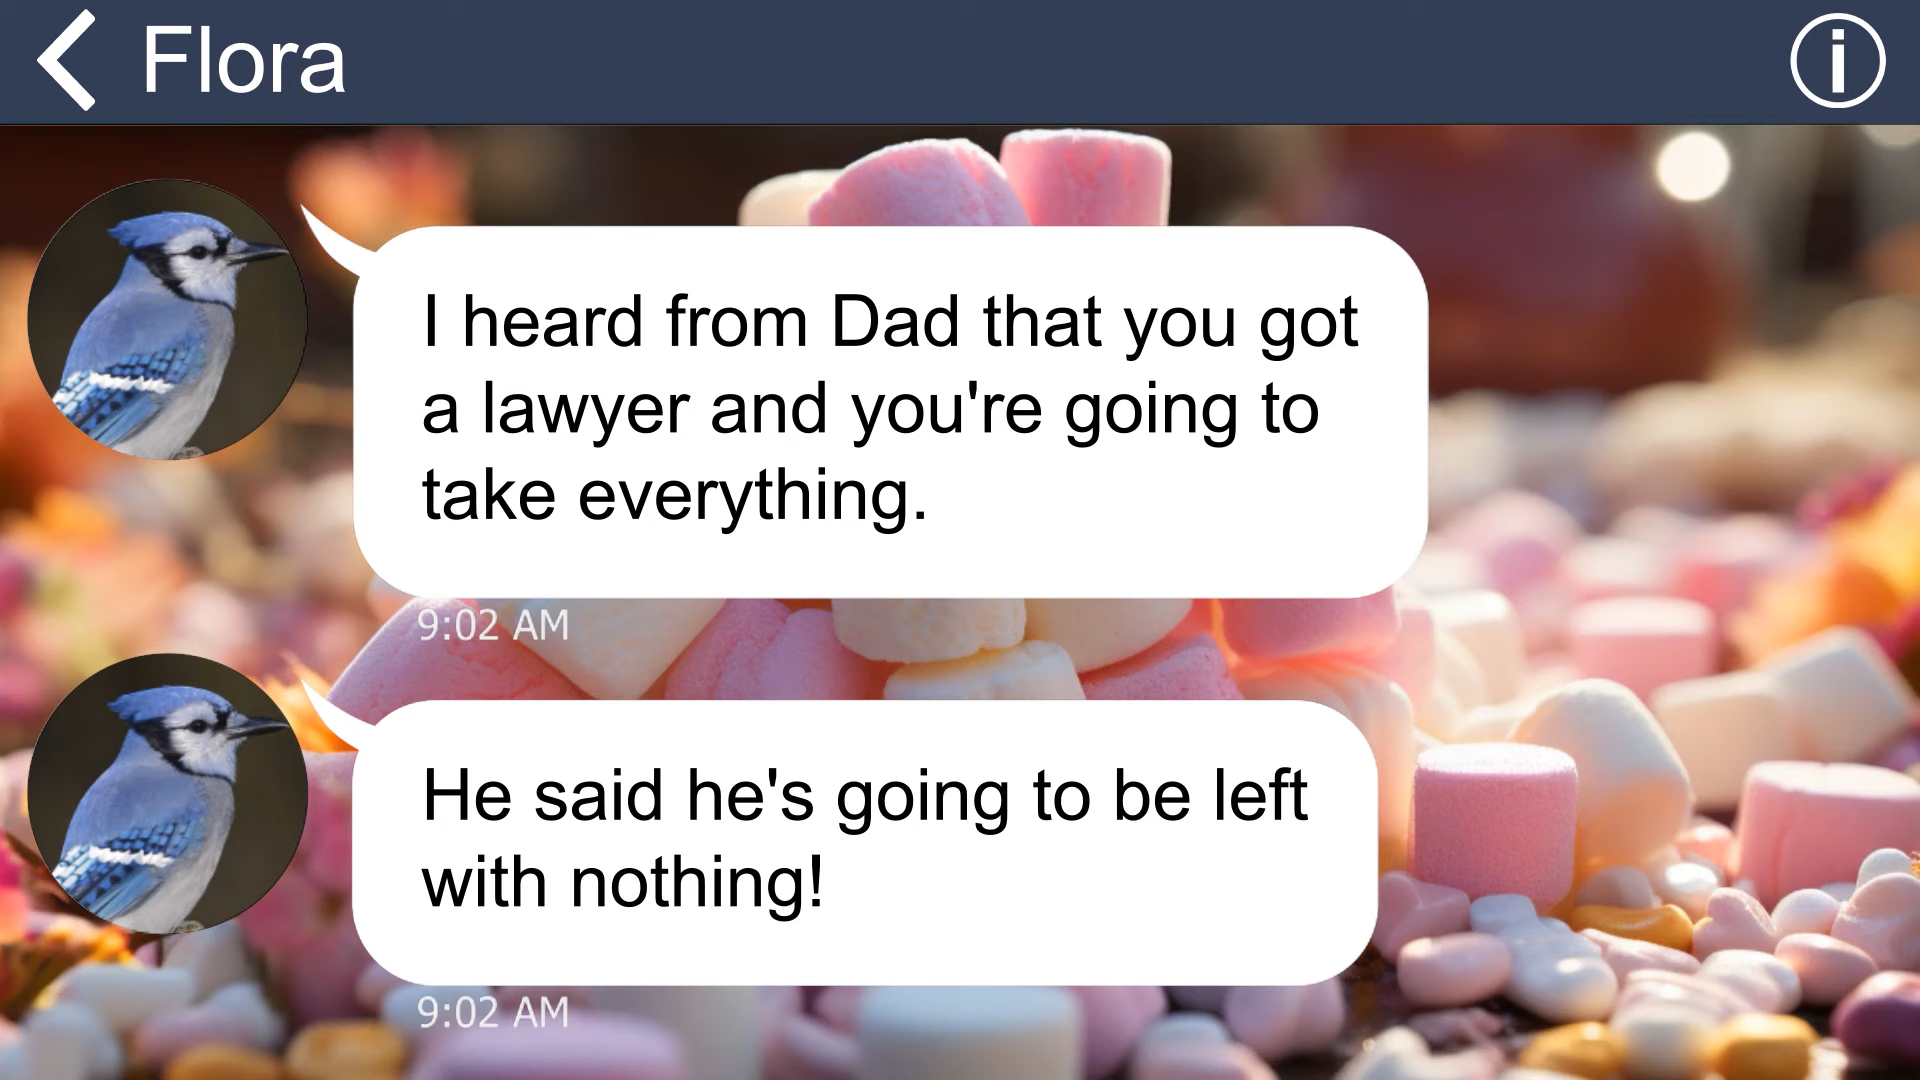 Flora
I heard from Dad that you got
a lawyer and you're going to
take everything.
9:02 AM
He said he's going to be left
with nothing!
9:02 AM